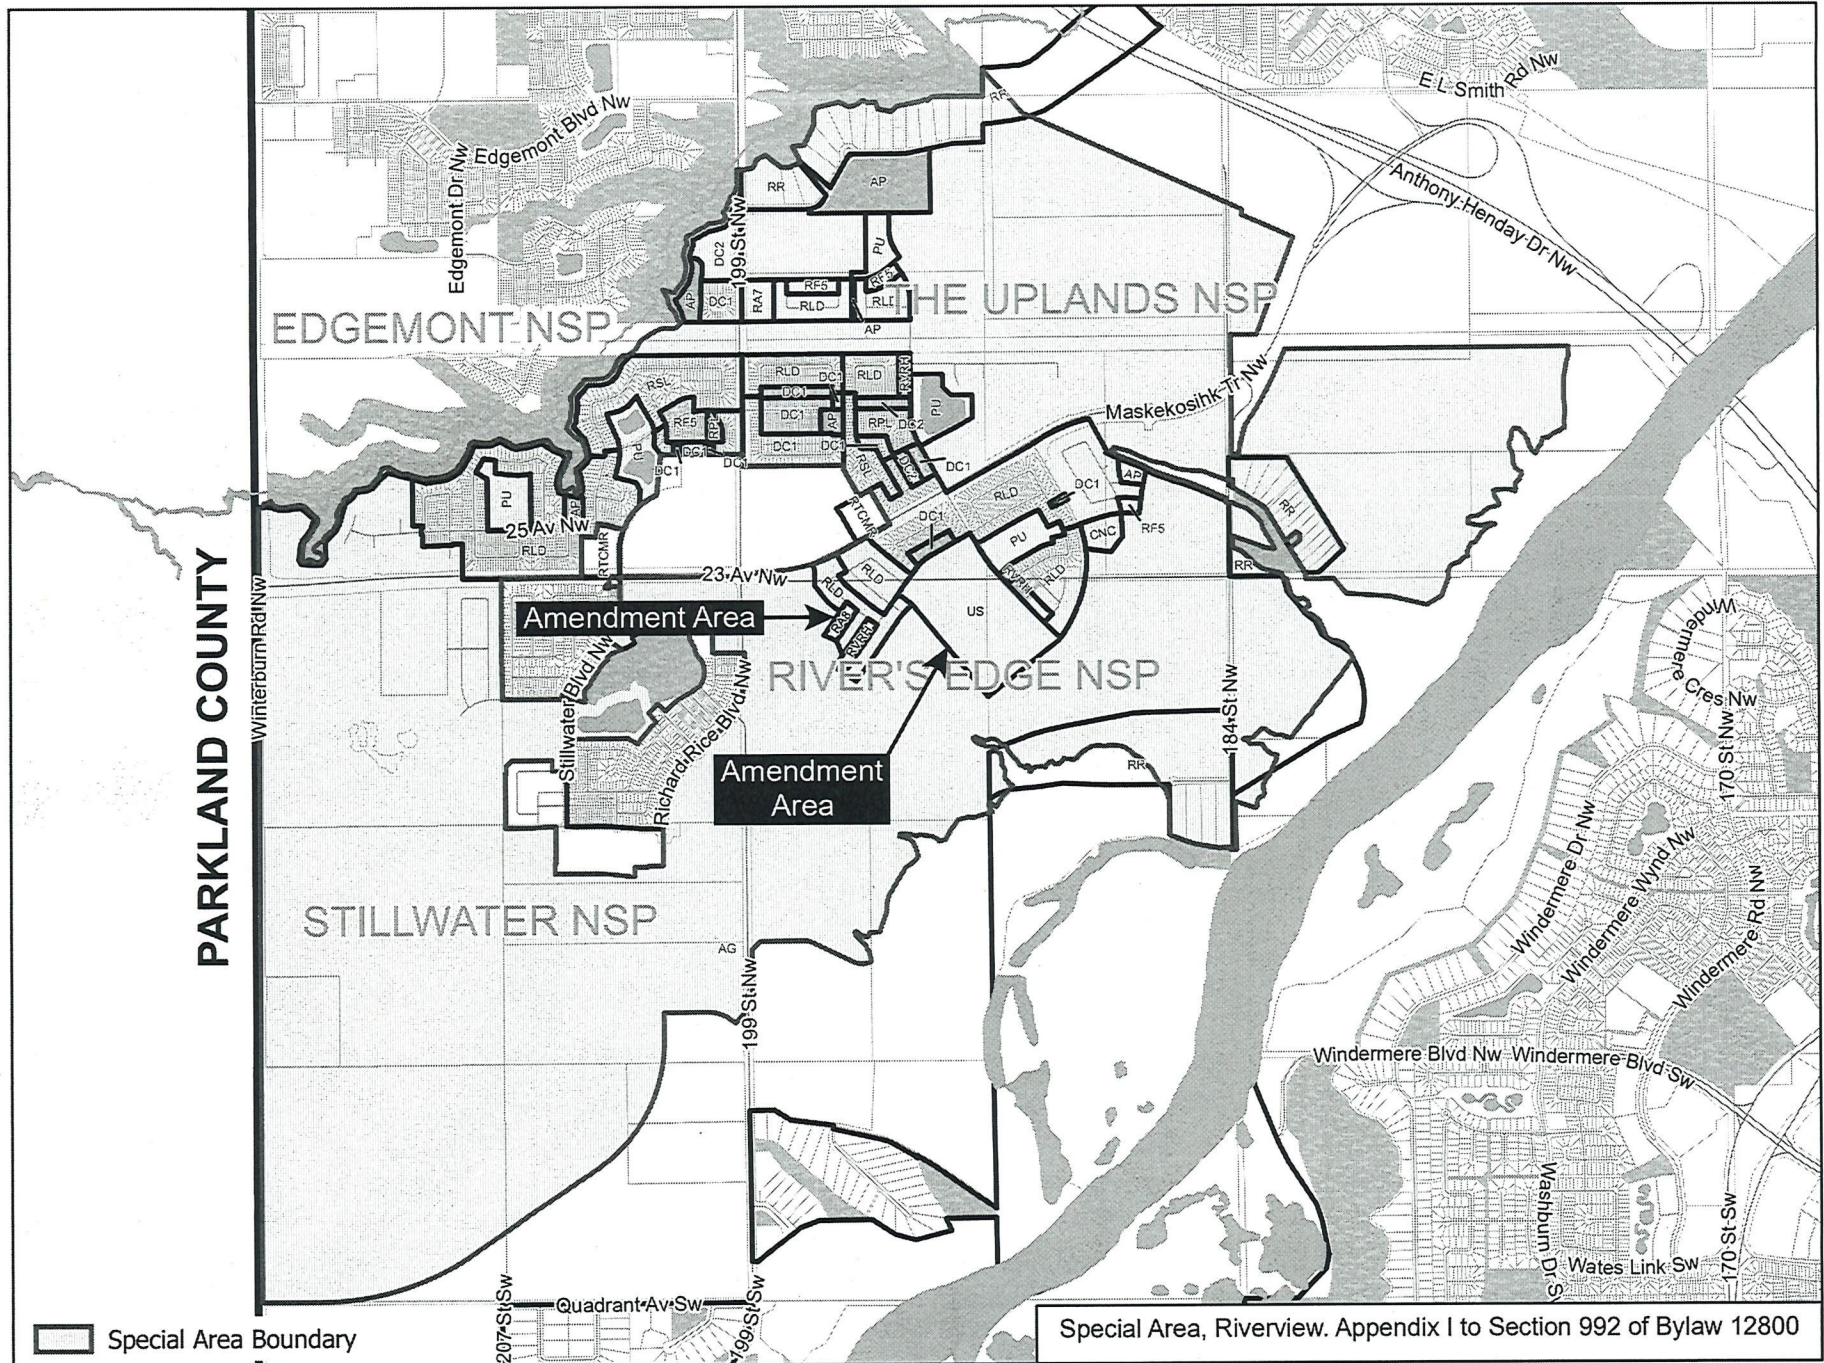 E L Smith Rd Nw
Edgemont Blvd Nw
Edgemont Dr Nw
RR
Anthony Henday Dr Nw
RR
AP
199 St Nw
DC2
PU
RF5
AP
DC1
RA7
RF5
RLD
AP
THE UPLANDS NSP
EDGEMONT NSP
RLD
DC1
RLD
RVRH
RSL
DC1
DC1
AP
PU
RF5
RPL
RPL
DC2
Maskekosihk Tr Nw
PU
DC1
DC1
DC1
DC1
DC1
RSL
DC1
DC1
AP
RLD
DC1
RR
PU
AP
RTCMR
DC1
25 Av Nw
RLD
RTCMR
PU
CNC
RF5
RR
23 Av Nw
RLD
RLD
RVRH
RLD
PARKLAND COUNTY
Winterburn Rd Nw
Amendment Area
RA8
RVRH
US
RIVER'S EDGE NSP
Stillwater Blvd Nw
Richard Rice Blvd Nw
184 St Nw
Windermere Cres Nw
170 St Nw
Amendment
Area
RR
Windermere Dr Nw
Windermere Wynd Nw
Windermere Rd Nw
STILLWATER NSP
AG
199 St Nw
Windermere Blvd Nw
Windermere Blvd Sw
Washburn Dr S
Wates Link Sw
170 St Sw
207 St Sw
Quadrant Av Sw
199 St Sw
Special Area Boundary
Special Area, Riverview. Appendix I to Section 992 of Bylaw 12800